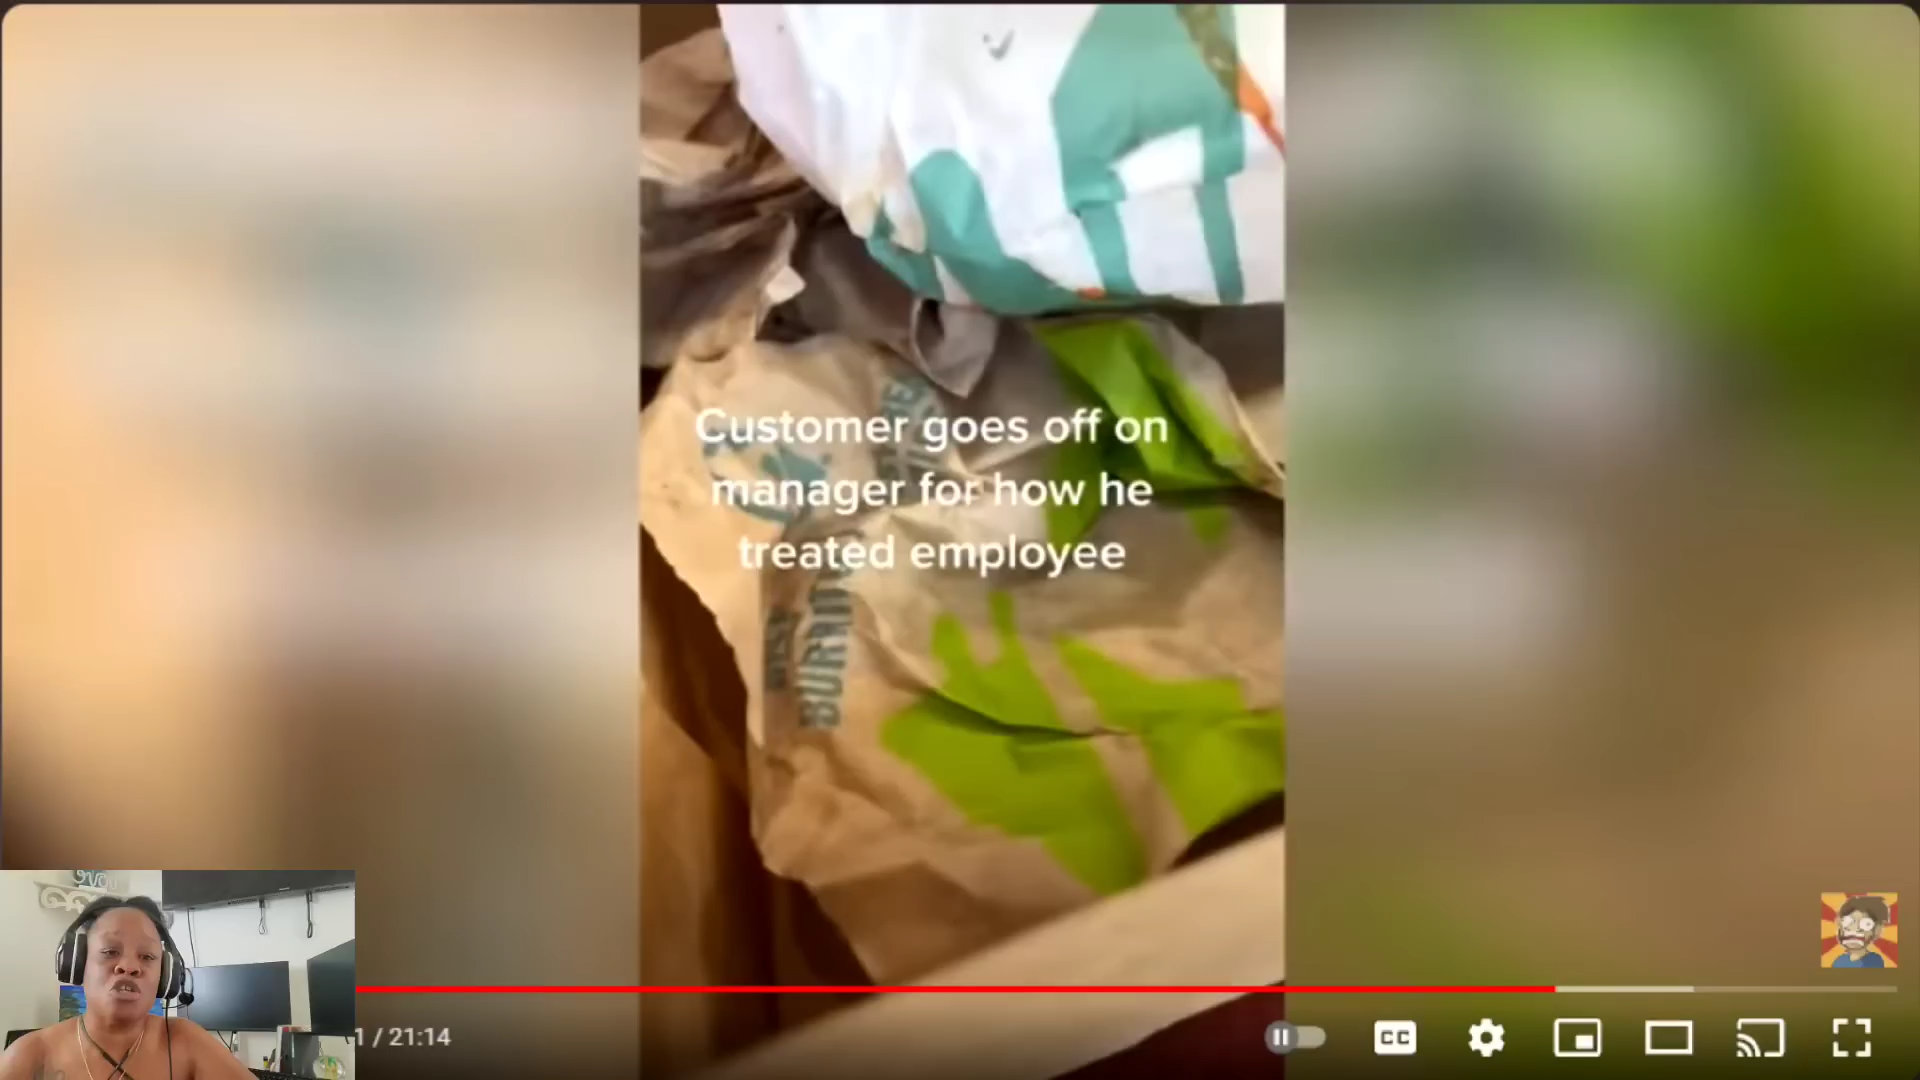 Customer goes off on
manager for how he
treated employee
BURRITO
1 / 21:14
CC